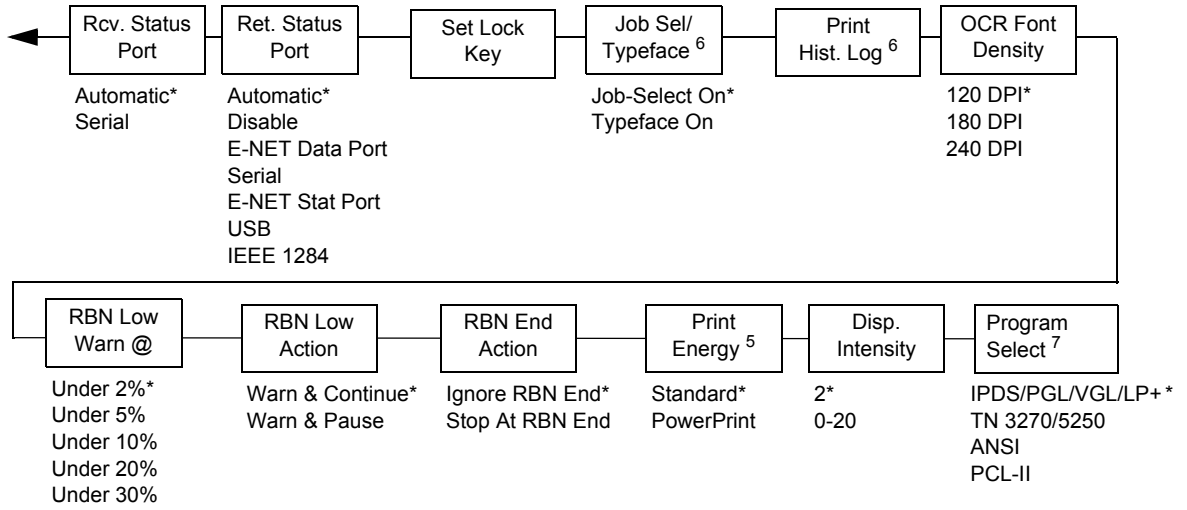 Rcv. Status
Port
Automatic*
Serial
Ret. Status
Port
Automatic*
Disable
E-NET Data Port
Serial
E-NET Stat Port
USB
IEEE 1284
Set Lock
Key
Job Sel/
Typeface 6
Job-Select On*
Typeface On
Print
Hist. Log 6
OCR Font
Density
120 DPI*
180 DPI
240 DPI
RBN Low
Warn @
Under 2%*
Under 5%
Under 10%
Under 20%
Under 30%
RBN Low
Action
Warn & Continue*
Warn & Pause
RBN End
Action
Ignore RBN End*
Stop At RBN End
Print
Energy 5
Standard*
PowerPrint
Disp.
Intensity
2*
0-20
Program
Select 7
IPDS/PGL/VGL/LP+ *
TN 3270/5250
ANSI
PCL-II